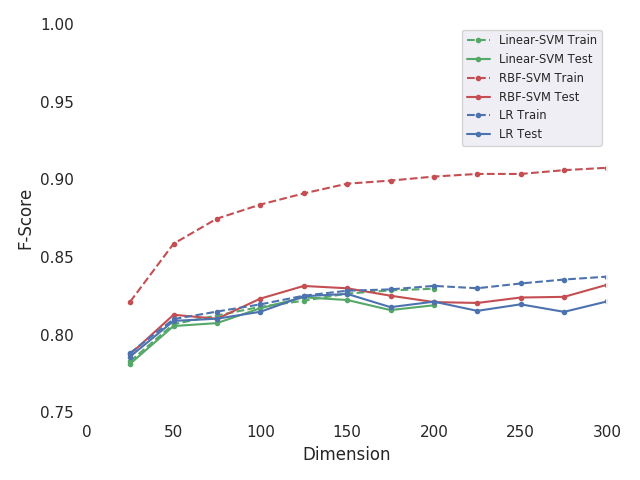 1.00
0.95
0.90
0.85
0.80
0.75
F-Score
0 50 100 150 200 250 300
Dimension
Linear-SVM Train
Linear-SVM Test
RBF-SVM Train
RBF-SVM Test
LR Train
LR Test